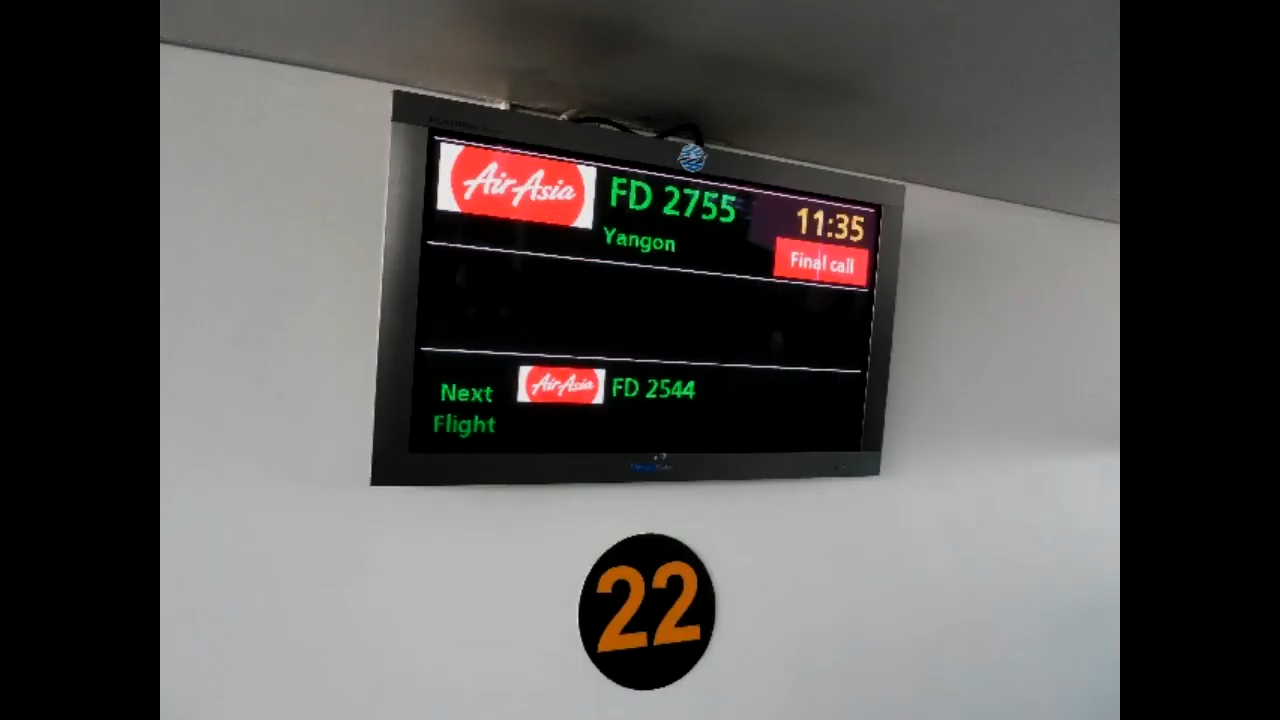 AirAsia
FD 2755
11:35
Yangon
Final call
Next
Flight
AirAsia
FD 2544
22